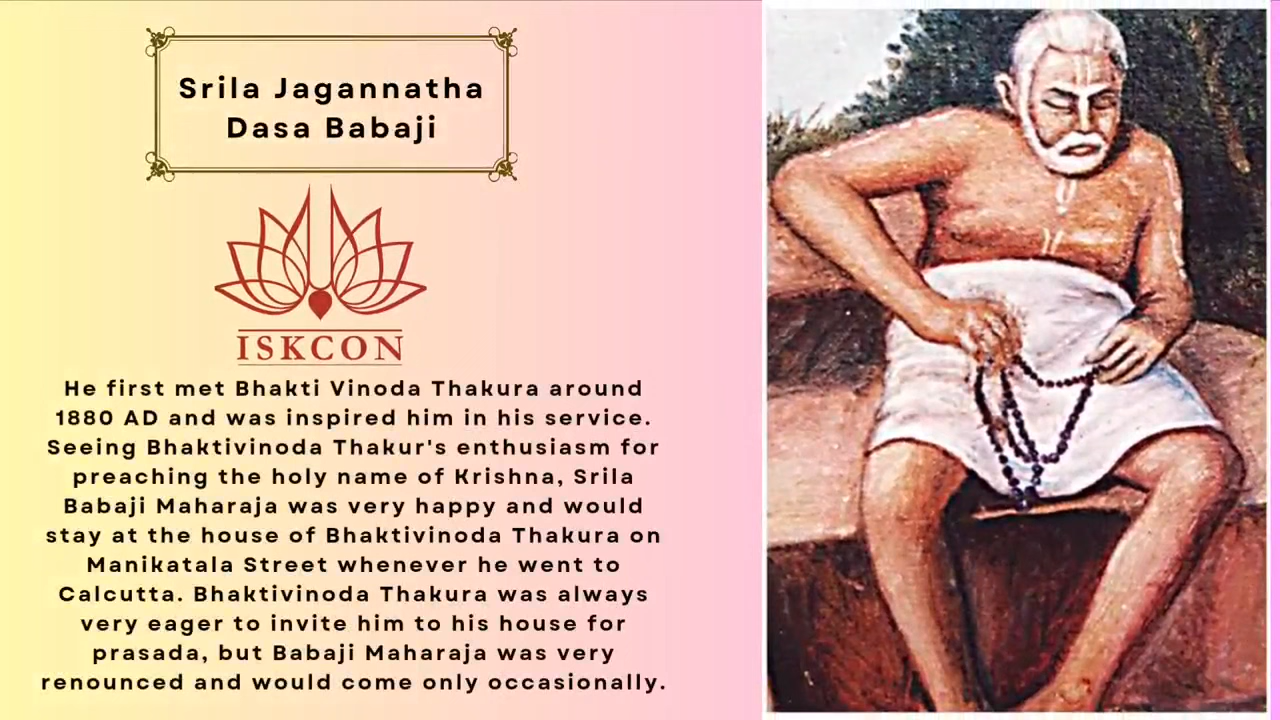 Srila Jagannatha
Dasa Babaji
ISKCON
He first met Bhakti Vinoda Thakura around
1880 AD and was inspired him in his service.
Seeing Bhaktivinoda Thakur's enthusiasm for
preaching the holy name of Krishna, Srila
Babaji Maharaja was very happy and would
stay at the house of Bhaktivinoda Thakura on
Manikatala Street whenever he went to
Calcutta. Bhaktivinoda Thakura was always
very eager to invite him to his house for
prasada, but Babaji Maharaja was very
renounced and would come only occasionally.